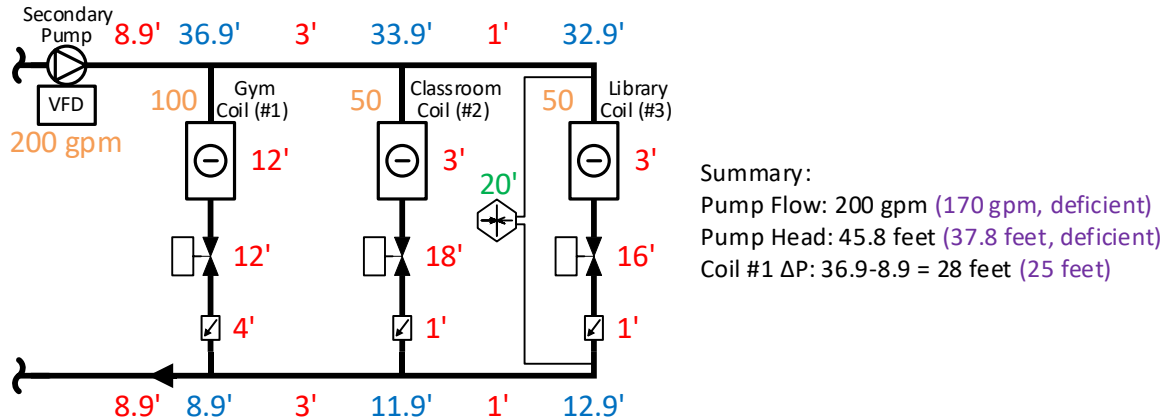 Secondary
Pump
8.9' 36.9' 3' 33.9' 1' 32.9'
VFD
200 gpm
100
Gym
Coil (#1)
50
Classroom
Coil (#2)
50
Library
Coil (#3)
12' 3' 3'
20'
12' 18' 16'
4' 1' 1'
8.9' 8.9' 3' 11.9' 1' 12.9'
Summary:
Pump Flow: 200 gpm (170 gpm, deficient)
Pump Head: 45.8 feet (37.8 feet, deficient)
Coil #1 ΔP: 36.9-8.9 = 28 feet (25 feet)